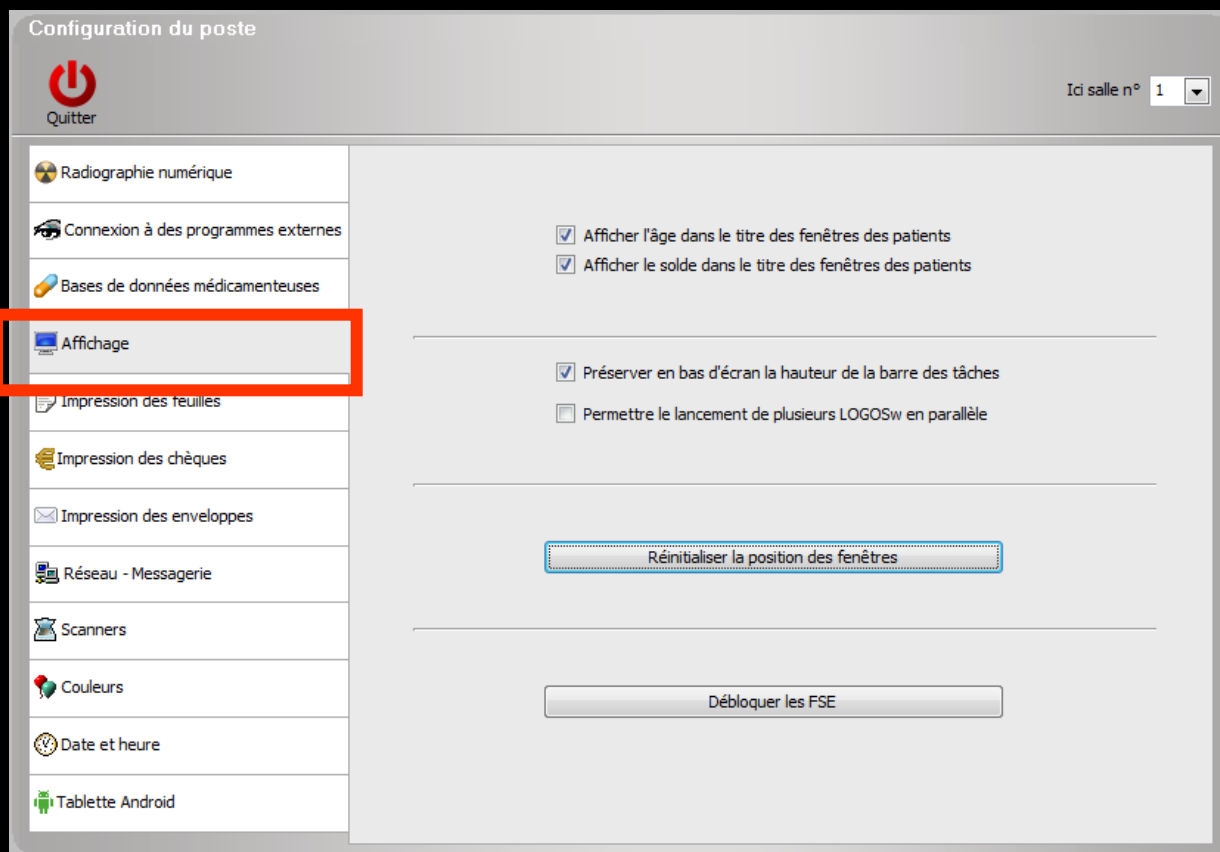 Configuration du poste
Quitter
Ici salle n° 1
Radiographie numérique
Connexion à des programmes externes
Bases de données médicamenteuses
Affichage
Impression des feuilles
Impression des chèques
Impression des enveloppes
Réseau - Messagerie
Scanners
Couleurs
Date et heure
Tablette Android
Afficher l'âge dans le titre des fenêtres des patients
Afficher le solde dans le titre des fenêtres des patients
Préserver en bas d'écran la hauteur de la barre des tâches
Permettre le lancement de plusieurs LOGOSw en parallèle
Réinitialiser la position des fenêtres
Débloquer les FSE